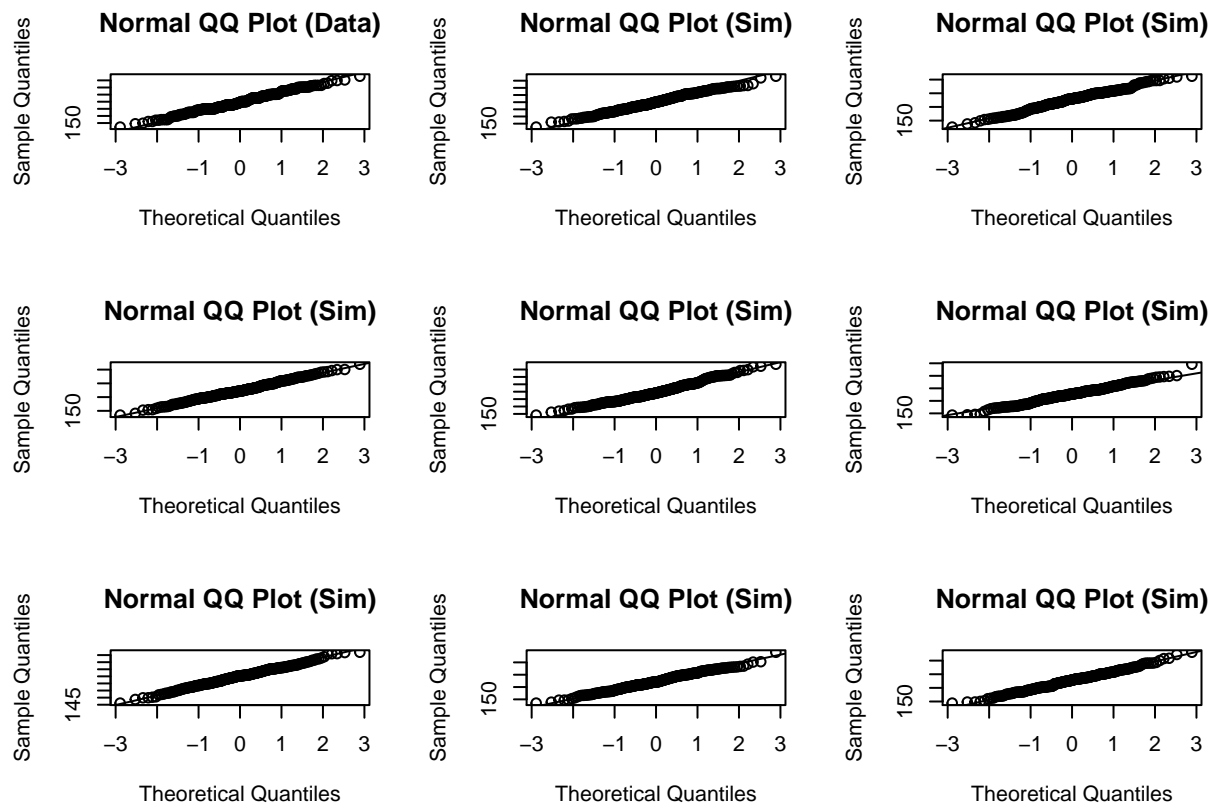 Normal QQ Plot (Data)
Sample Quantiles
150
−3 −1 0 1 2 3
Theoretical Quantiles
Normal QQ Plot (Sim)
Sample Quantiles
150
−3 −1 0 1 2 3
Theoretical Quantiles
Normal QQ Plot (Sim)
Sample Quantiles
150
−3 −1 0 1 2 3
Theoretical Quantiles
Normal QQ Plot (Sim)
Sample Quantiles
150
−3 −1 0 1 2 3
Theoretical Quantiles
Normal QQ Plot (Sim)
Sample Quantiles
150
−3 −1 0 1 2 3
Theoretical Quantiles
Normal QQ Plot (Sim)
Sample Quantiles
150
−3 −1 0 1 2 3
Theoretical Quantiles
Normal QQ Plot (Sim)
Sample Quantiles
145
−3 −1 0 1 2 3
Theoretical Quantiles
Normal QQ Plot (Sim)
Sample Quantiles
150
−3 −1 0 1 2 3
Theoretical Quantiles
Normal QQ Plot (Sim)
Sample Quantiles
150
−3 −1 0 1 2 3
Theoretical Quantiles